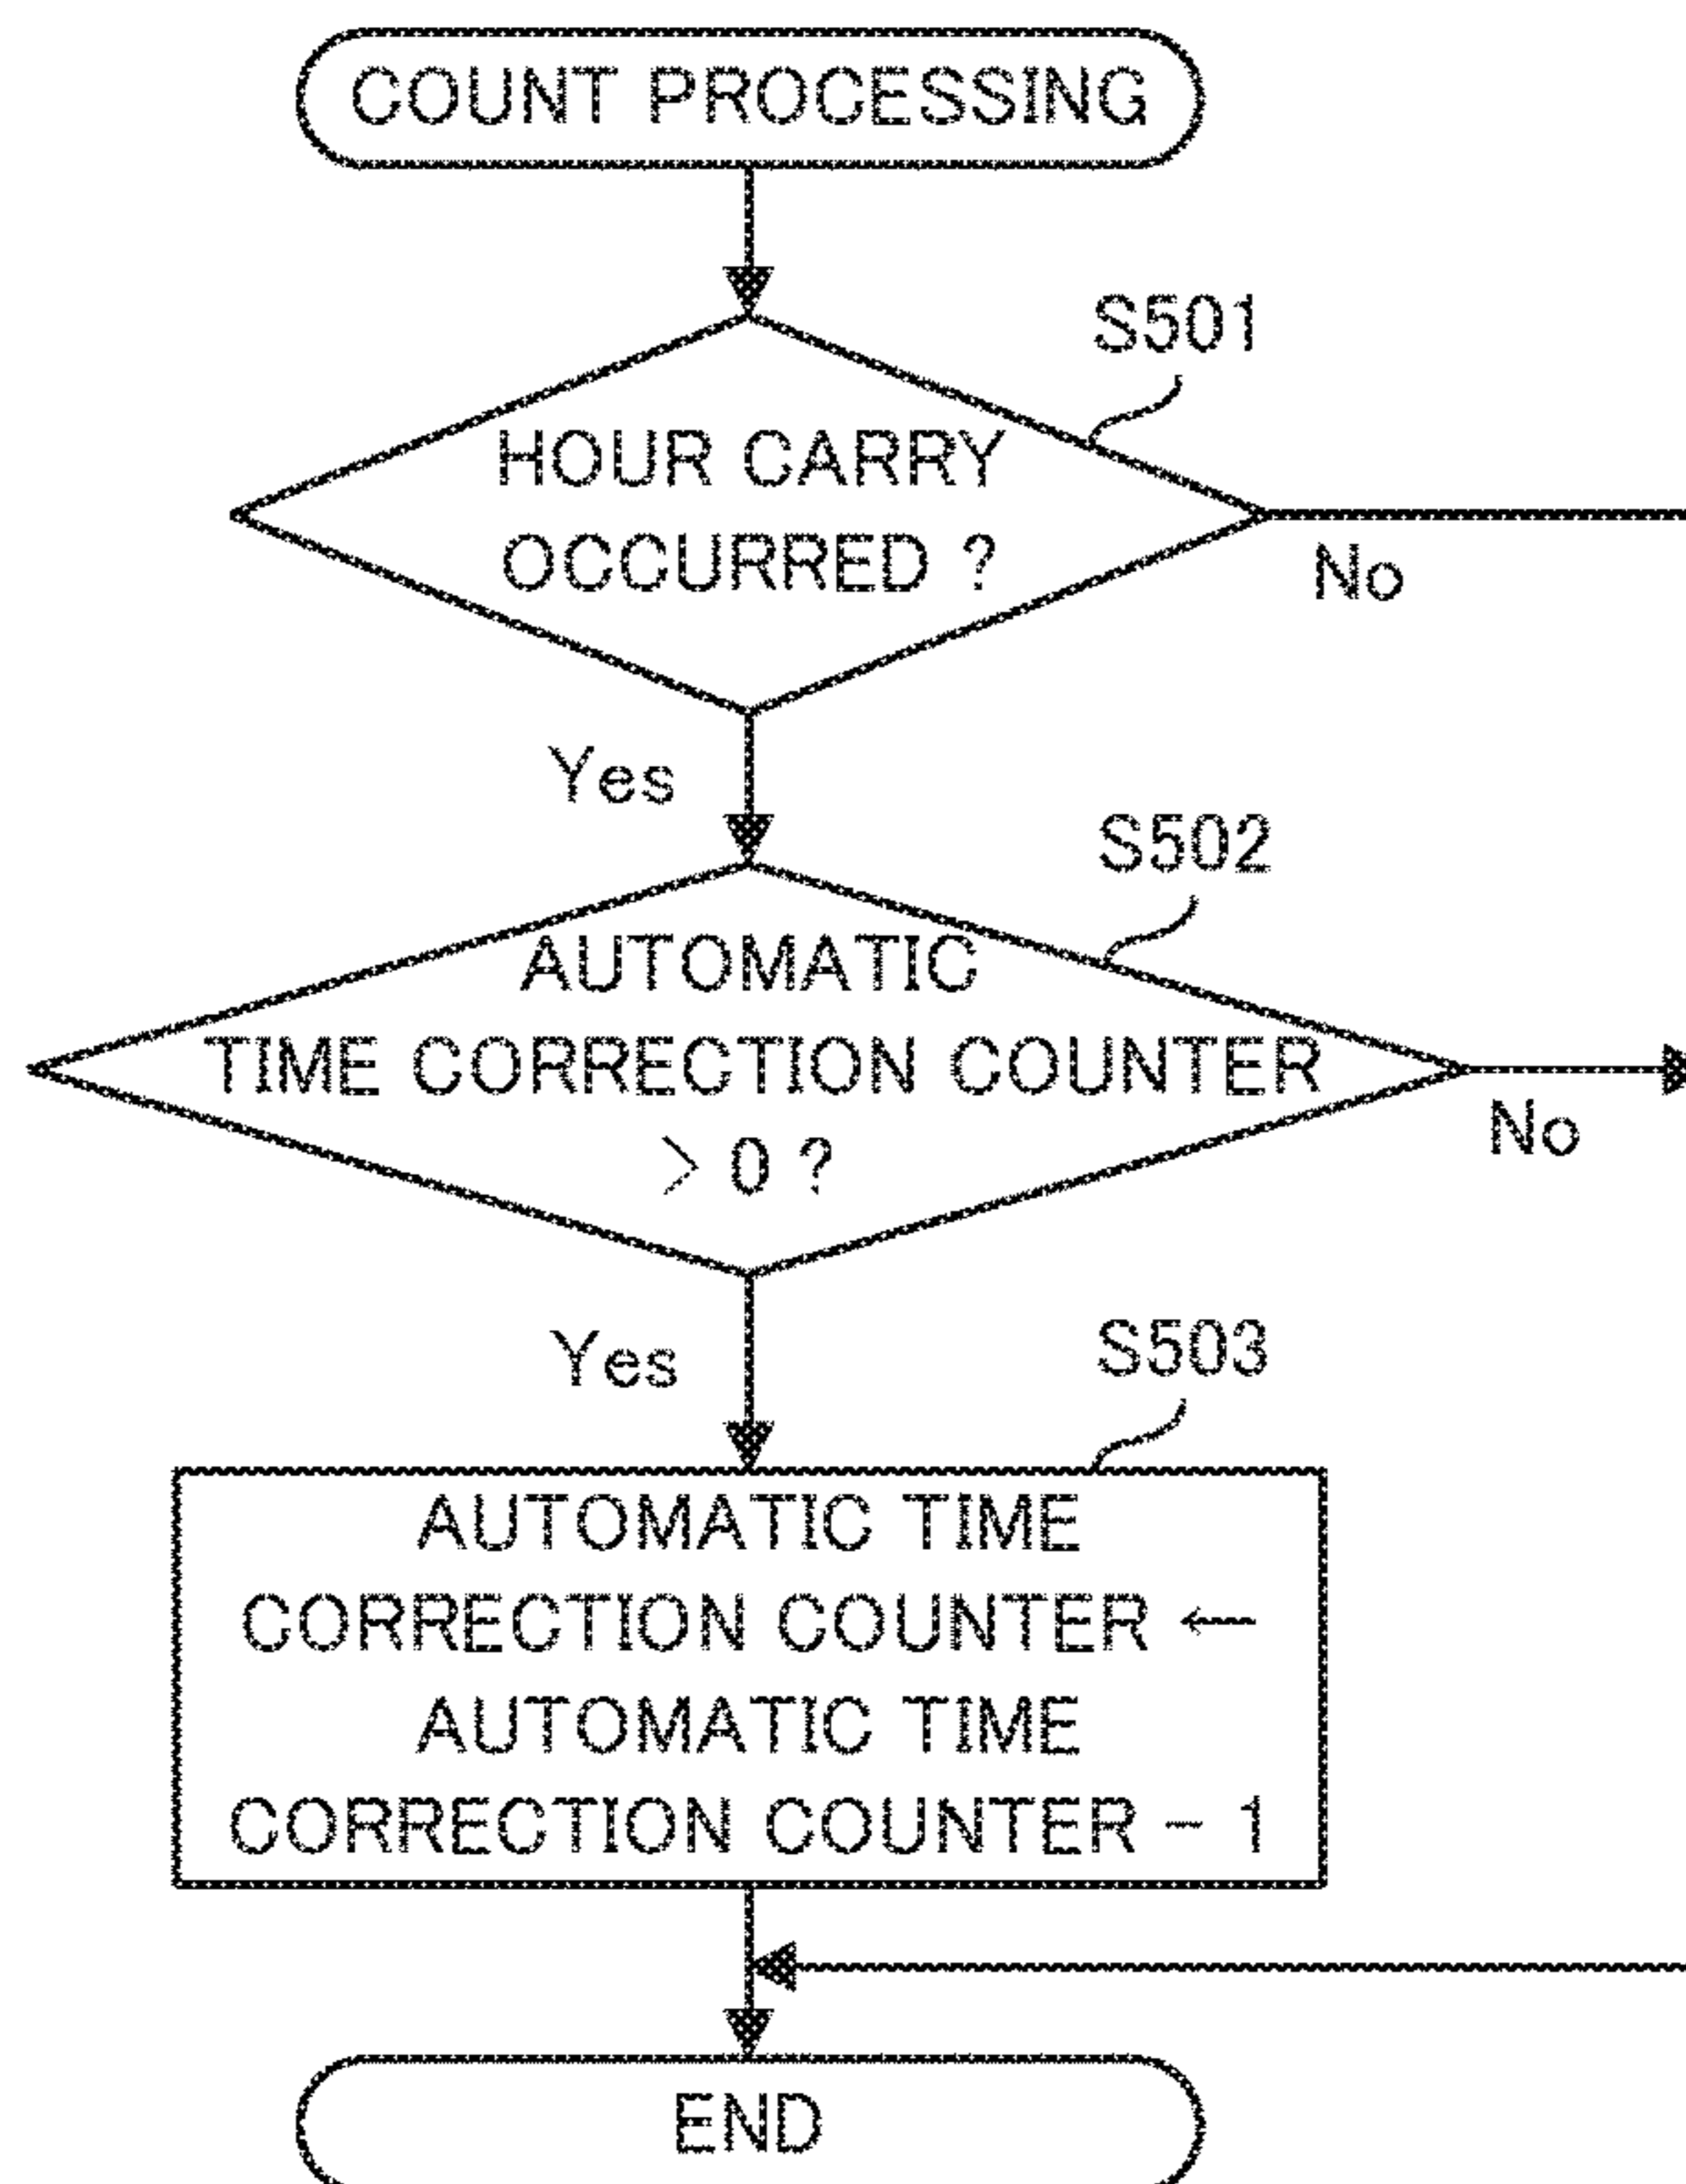 COUNT PROCESSING
S501
HOUR CARRY
OCCURRED ?
No
Yes
S502
AUTOMATIC
TIME CORRECTION COUNTER
> 0 ?
No
Yes
S503
AUTOMATIC TIME
CORRECTION COUNTER ←
AUTOMATIC TIME
CORRECTION COUNTER – 1
END